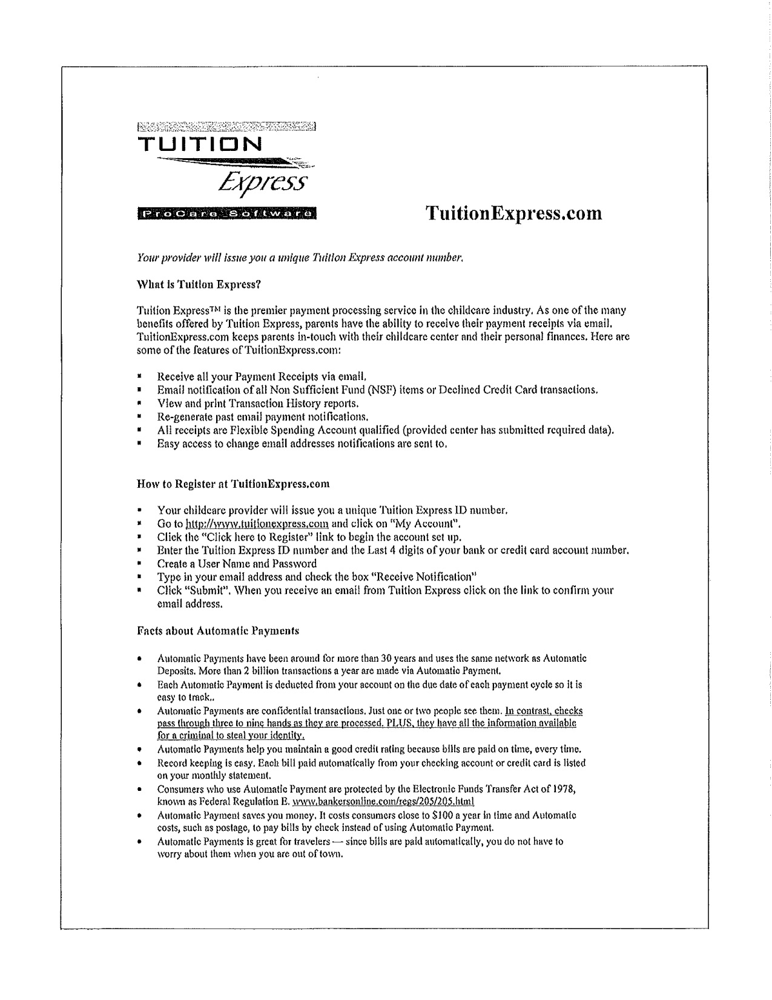 TUITION
Express
ProCare Software
TuitionExpress.com
Your provider will issue you a unique Tuition Express account number.
What is Tuition Express?
Tuition Express™ is the premier payment processing service in the childcare industry. As one of the many
benefits offered by Tuition Express, parents have the ability to receive their payment receipts via email.
TuitionExpress.com keeps parents in-touch with their childcare center and their personal finances. Here are
some of the features of TuitionExpress.com:
▪ Receive all your Payment Receipts via email.
▪ Email notification of all Non Sufficient Fund (NSF) items or Declined Credit Card transactions.
▪ View and print Transaction History reports.
▪ Re-generate past email payment notifications.
▪ All receipts are Flexible Spending Account qualified (provided center has submitted required data).
▪ Easy access to change email addresses notifications are sent to.
How to Register at TuitionExpress.com
▪ Your childcare provider will issue you a unique Tuition Express ID number.
▪ Go to http://www.tuitionexpress.com and click on "My Account".
▪ Click the "Click here to Register" link to begin the account set up.
▪ Enter the Tuition Express ID number and the Last 4 digits of your bank or credit card account number.
▪ Create a User Name and Password
▪ Type in your email address and check the box "Receive Notification"
▪ Click "Submit". When you receive an email from Tuition Express click on the link to confirm your
email address.
Facts about Automatic Payments
• Automatic Payments have been around for more than 30 years and uses the same network as Automatic
Deposits. More than 2 billion transactions a year are made via Automatic Payment.
• Each Automatic Payment is deducted from your account on the due date of each payment cycle so it is
easy to track..
• Automatic Payments are confidential transactions. Just one or two people see them. In contrast, checks
pass through three to nine hands as they are processed. PLUS, they have all the information available
for a criminal to steal your identity.
• Automatic Payments help you maintain a good credit rating because bills are paid on time, every time.
• Record keeping is easy. Each bill paid automatically from your checking account or credit card is listed
on your monthly statement.
• Consumers who use Automatic Payment are protected by the Electronic Funds Transfer Act of 1978,
known as Federal Regulation E. www.bankersonline.com/regs/205/205.html
• Automatic Payment saves you money. It costs consumers close to $100 a year in time and Automatic
costs, such as postage, to pay bills by check instead of using Automatic Payment.
• Automatic Payments is great for travelers — since bills are paid automatically, you do not have to
worry about them when you are out of town.